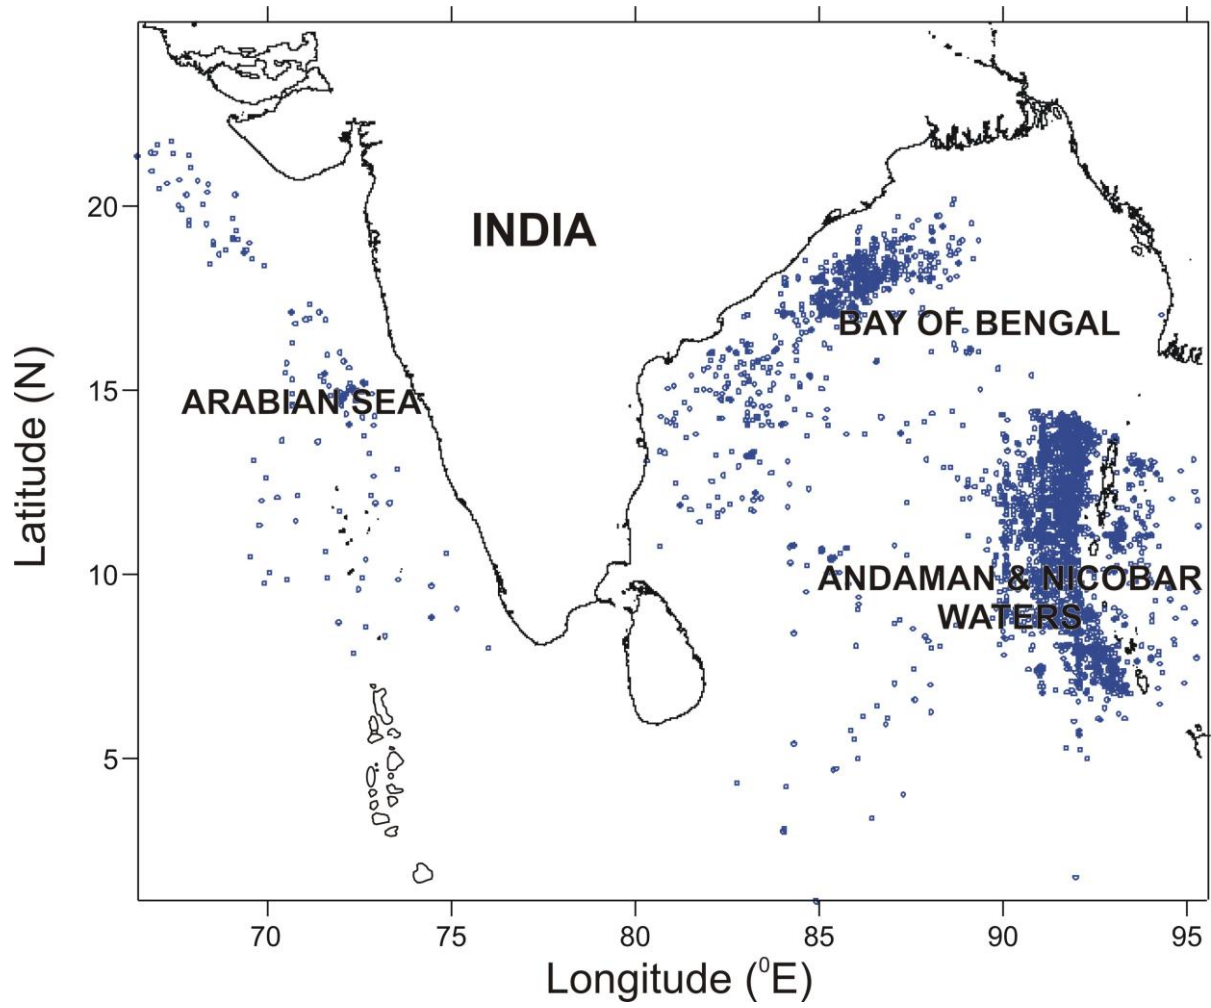 20
INDIA
BAY OF BENGAL
15
ARABIAN SEA
Latitude (N)
10
ANDAMAN & NICOBAR
WATERS
5
70 75 80 85 90 95
Longitude (⁰E)